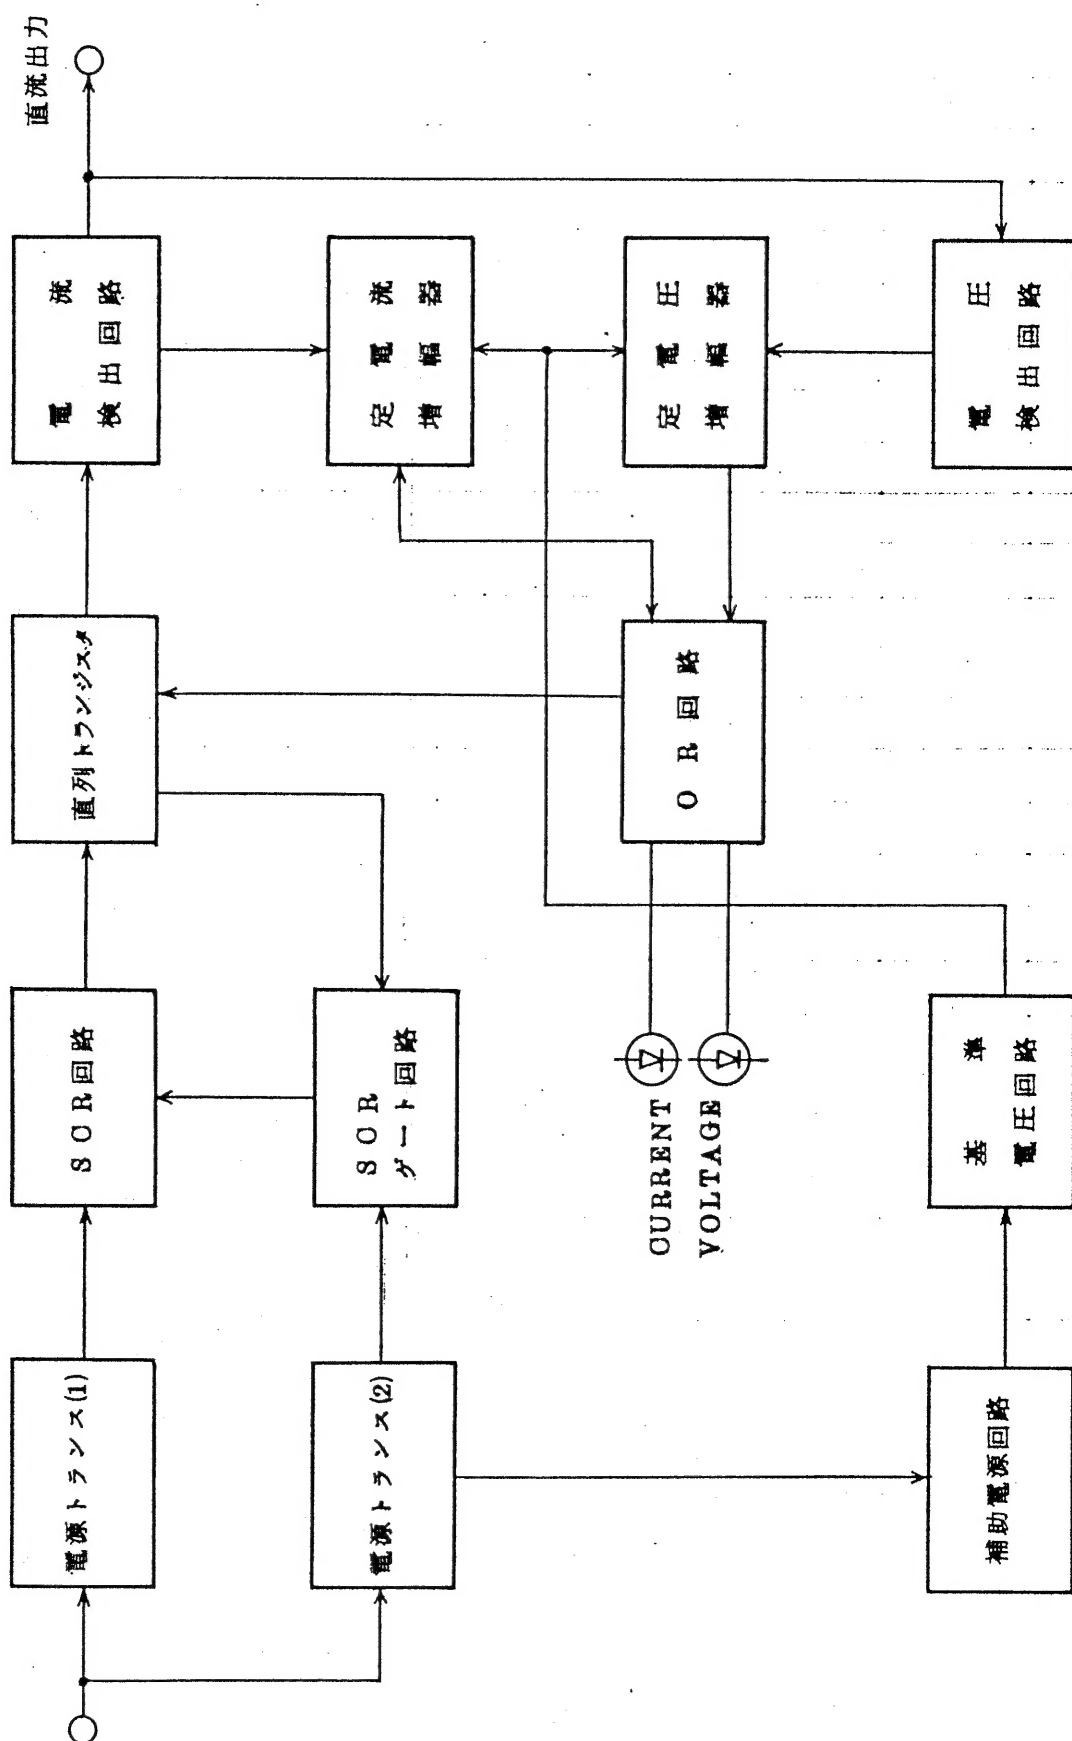 電源トランス(1)
SCR回路
直列トランジスタ
電流
検出回路
直流出力
電源トランス(2)
SCR
ゲート回路
定電流
増幅器
CURRENT
VOLTAGE
OR回路
定電圧
増幅器
補助電源回路
基準
電圧回路
電圧
検出回路